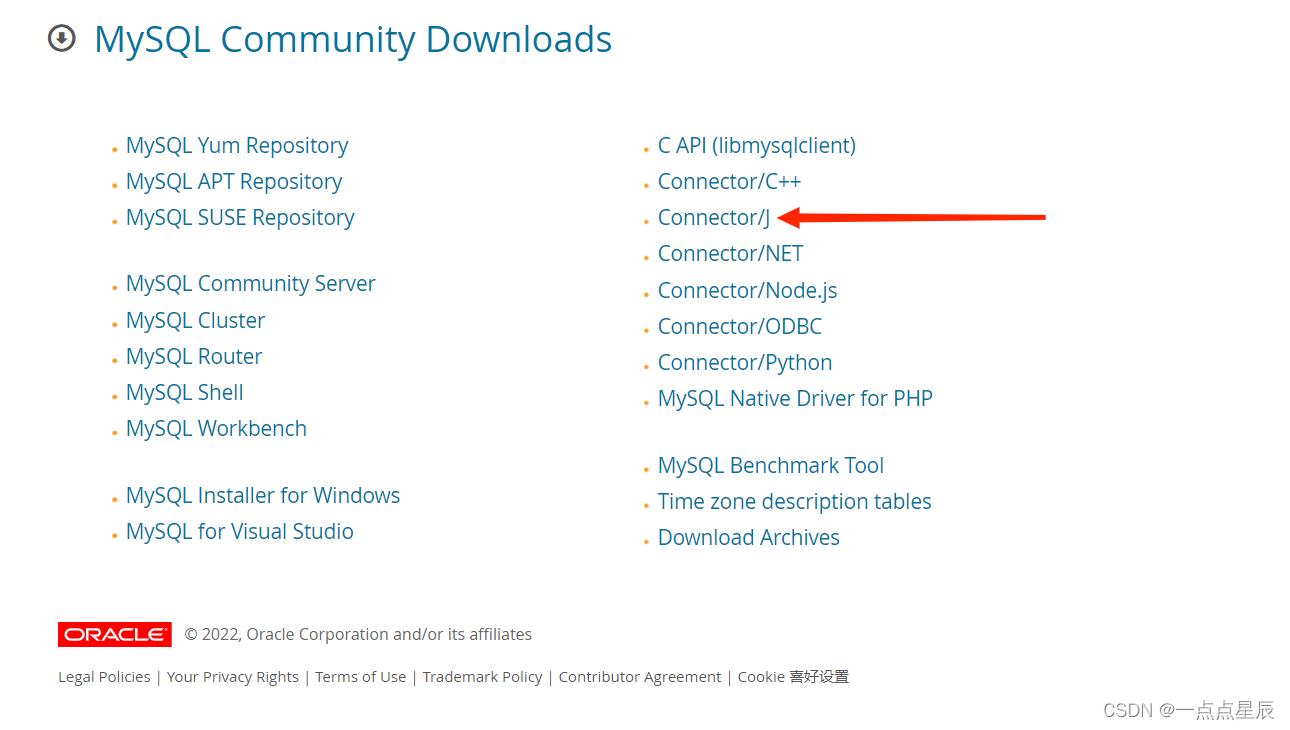 MySQL Community Downloads
MySQL Yum Repository
MySQL APT Repository
MySQL SUSE Repository
MySQL Community Server
MySQL Cluster
MySQL Router
MySQL Shell
MySQL Workbench
MySQL Installer for Windows
MySQL for Visual Studio
C API (libmysqlclient)
Connector/C++
Connector/J
Connector/NET
Connector/Node.js
Connector/ODBC
Connector/Python
MySQL Native Driver for PHP
MySQL Benchmark Tool
Time zone description tables
Download Archives
ORACLE © 2022, Oracle Corporation and/or its affiliates
Legal Policies | Your Privacy Rights | Terms of Use | Trademark Policy | Contributor Agreement | Cookie 喜好设置
CSDN @一点点星辰